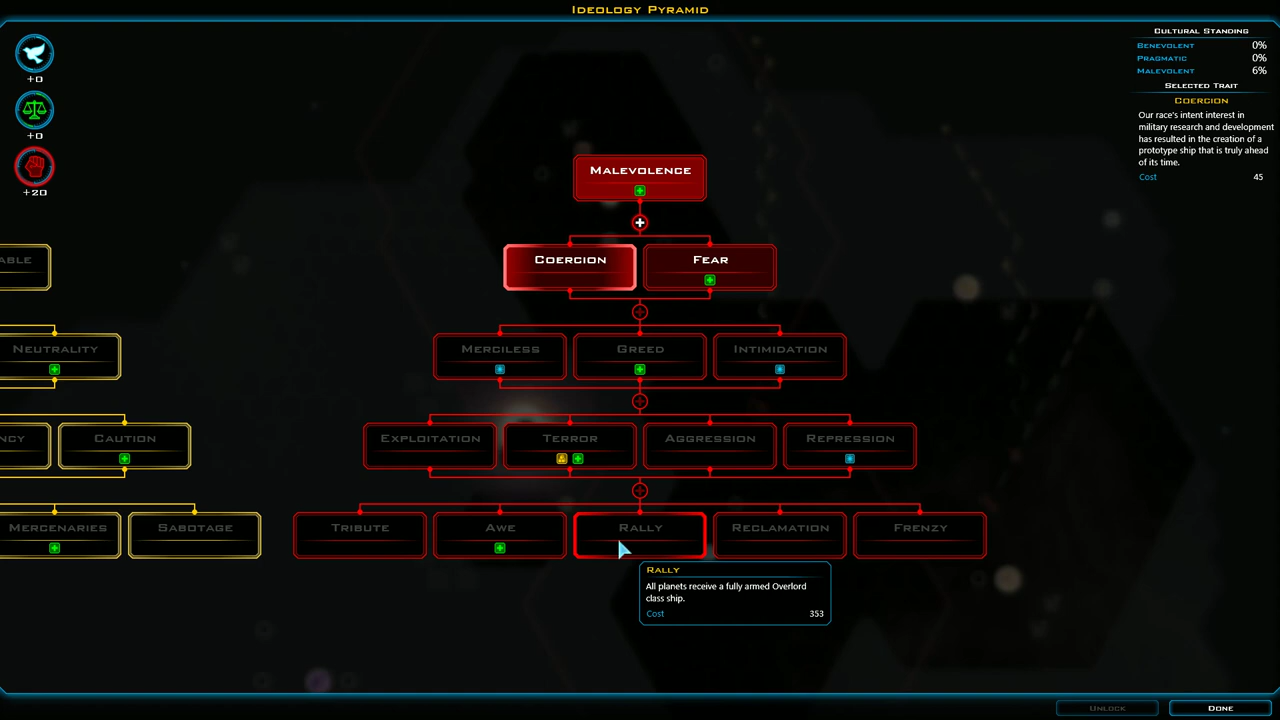 Ideology Pyramid
Cultural Standing
Benevolent 0%
Pragmatic 0%
Malevolent 6%
Selected Trait
Coercion
Our race's intent interest in
military research and development
has resulted in the creation of a
prototype ship that is truly ahead
of its time.
Cost 45
+0
+0
+20
Malevolence
able
Coercion Fear
Neutrality Merciless Greed Intimidation
ncy Caution Exploitation Terror Aggression Repression
Mercenaries Sabotage Tribute Awe Rally Reclamation Frenzy
Rally
All planets receive a fully armed Overlord
class ship.
Cost 353
Unlock Done